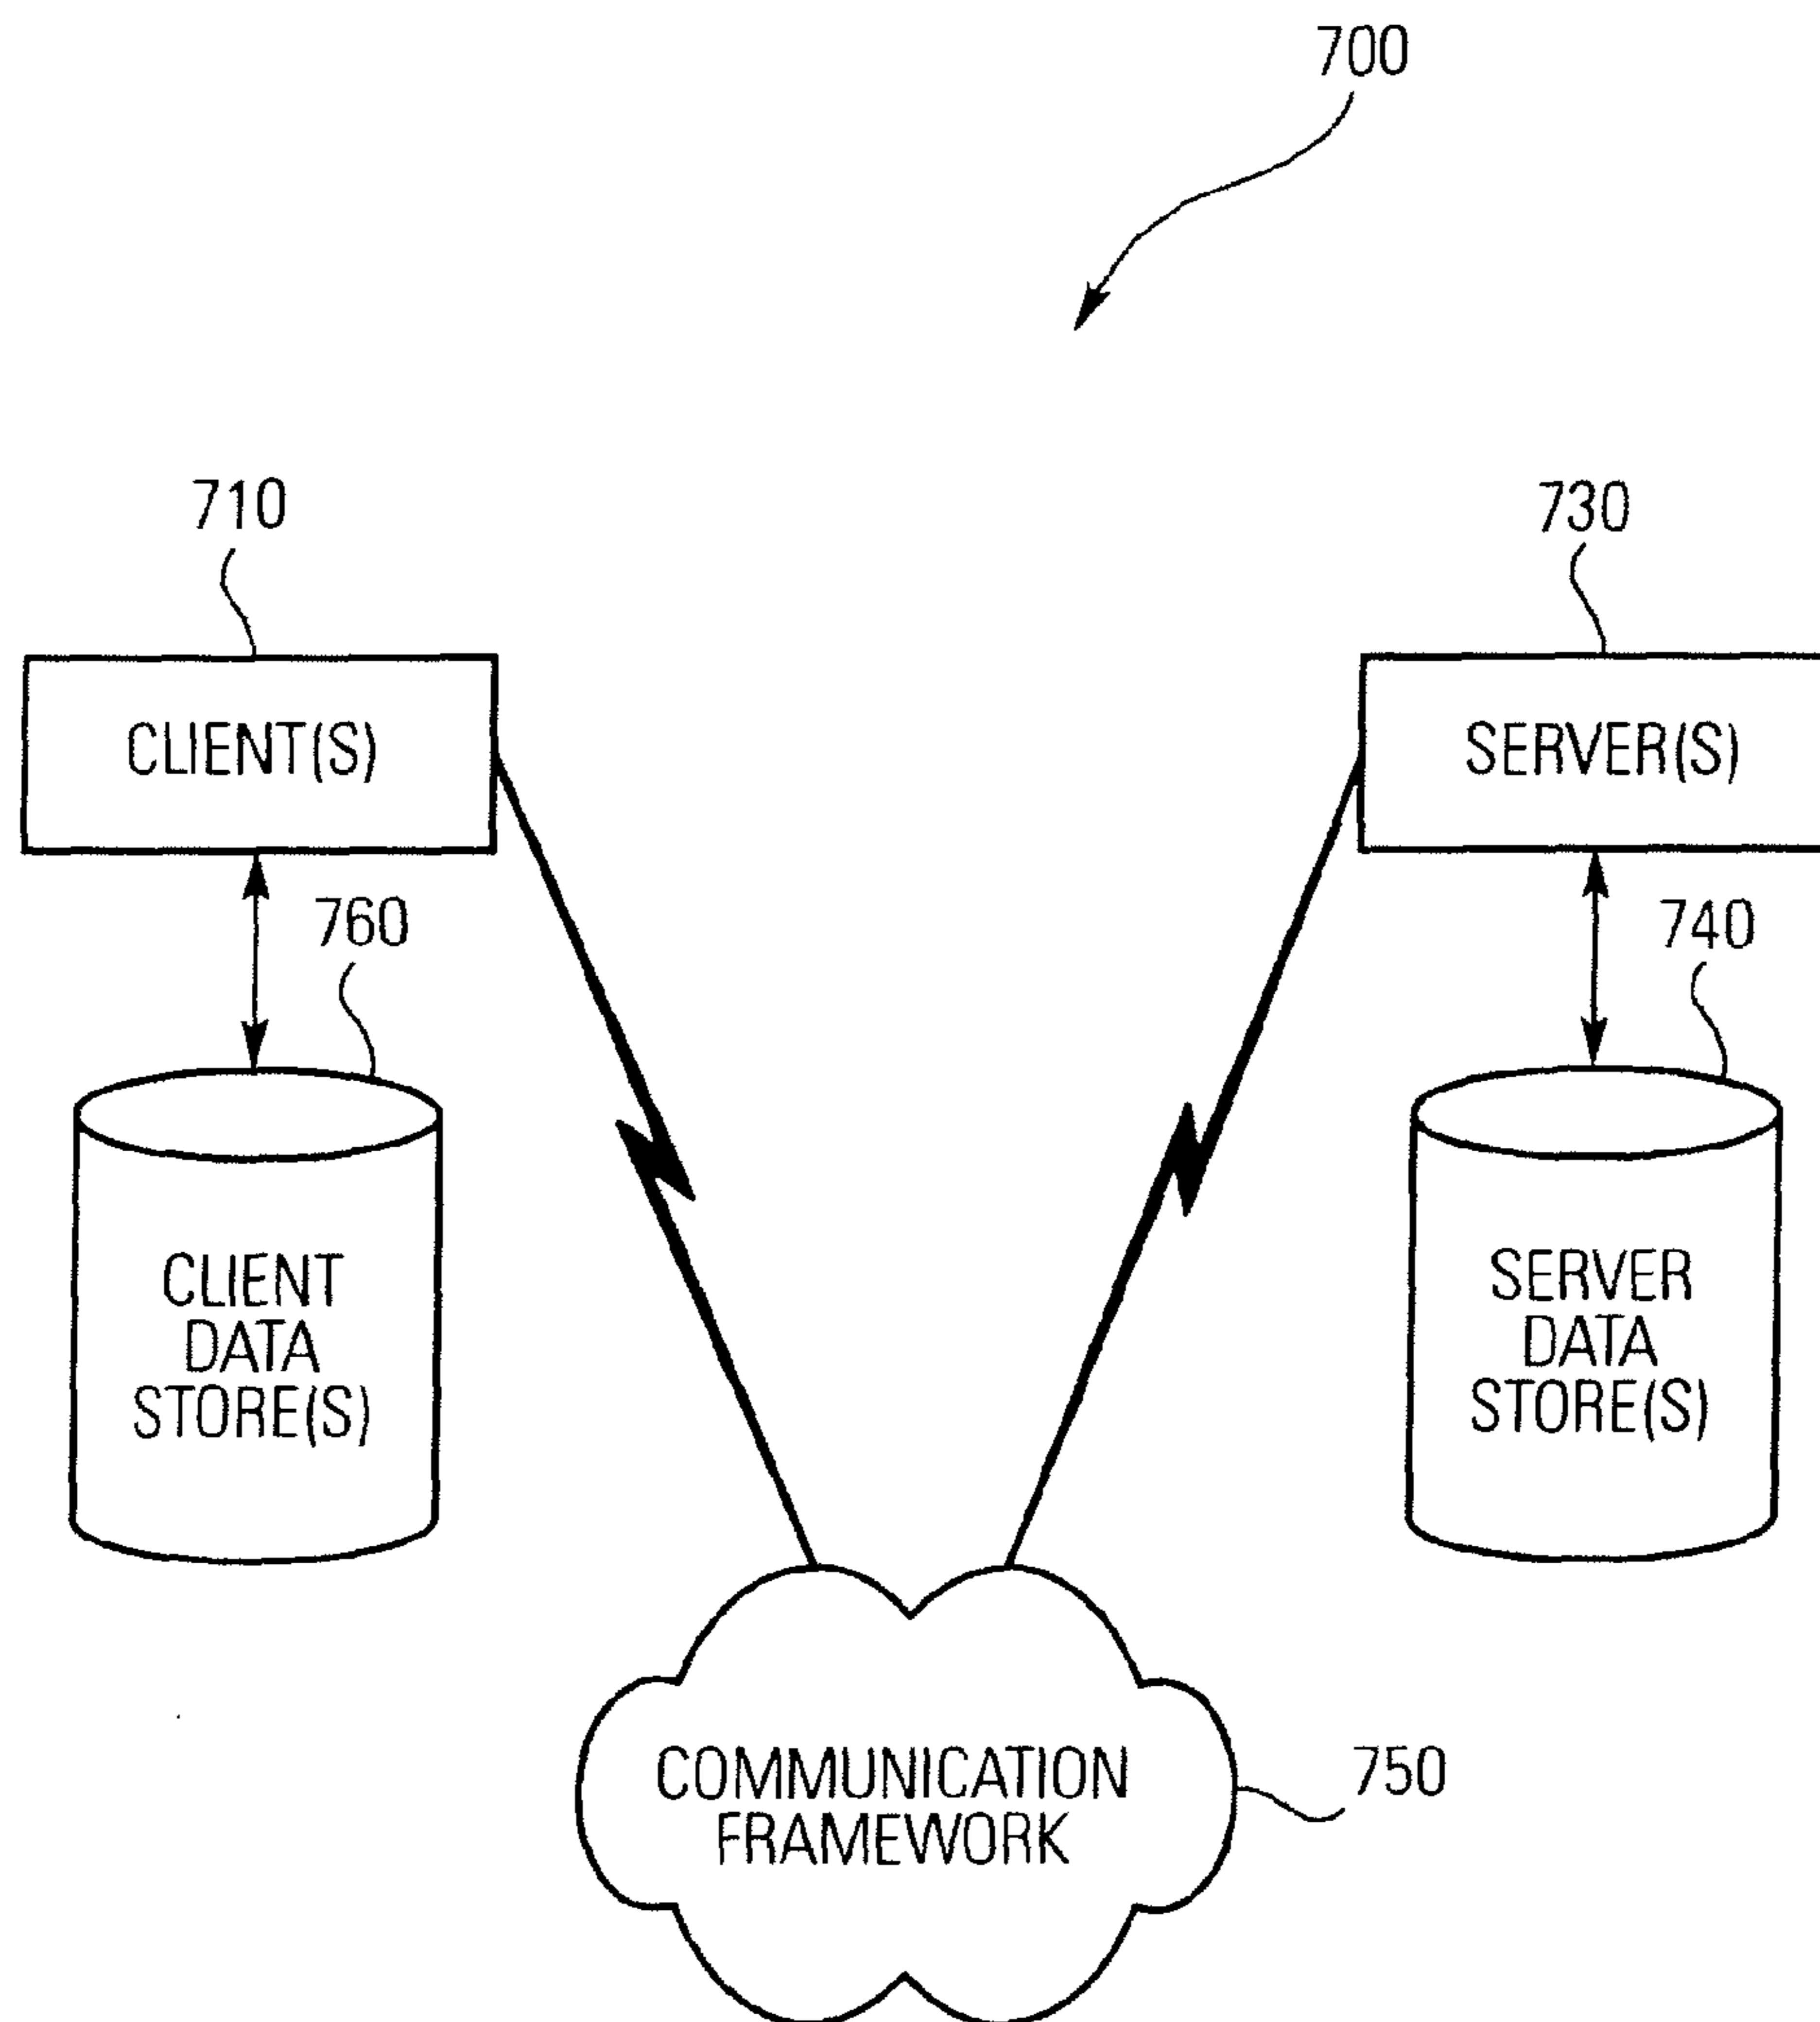 700
710
730
CLIENT(S)
SERVER(S)
760
740
CLIENT
DATA
STORE(S)
SERVER
DATA
STORE(S)
COMMUNICATION
FRAMEWORK
750